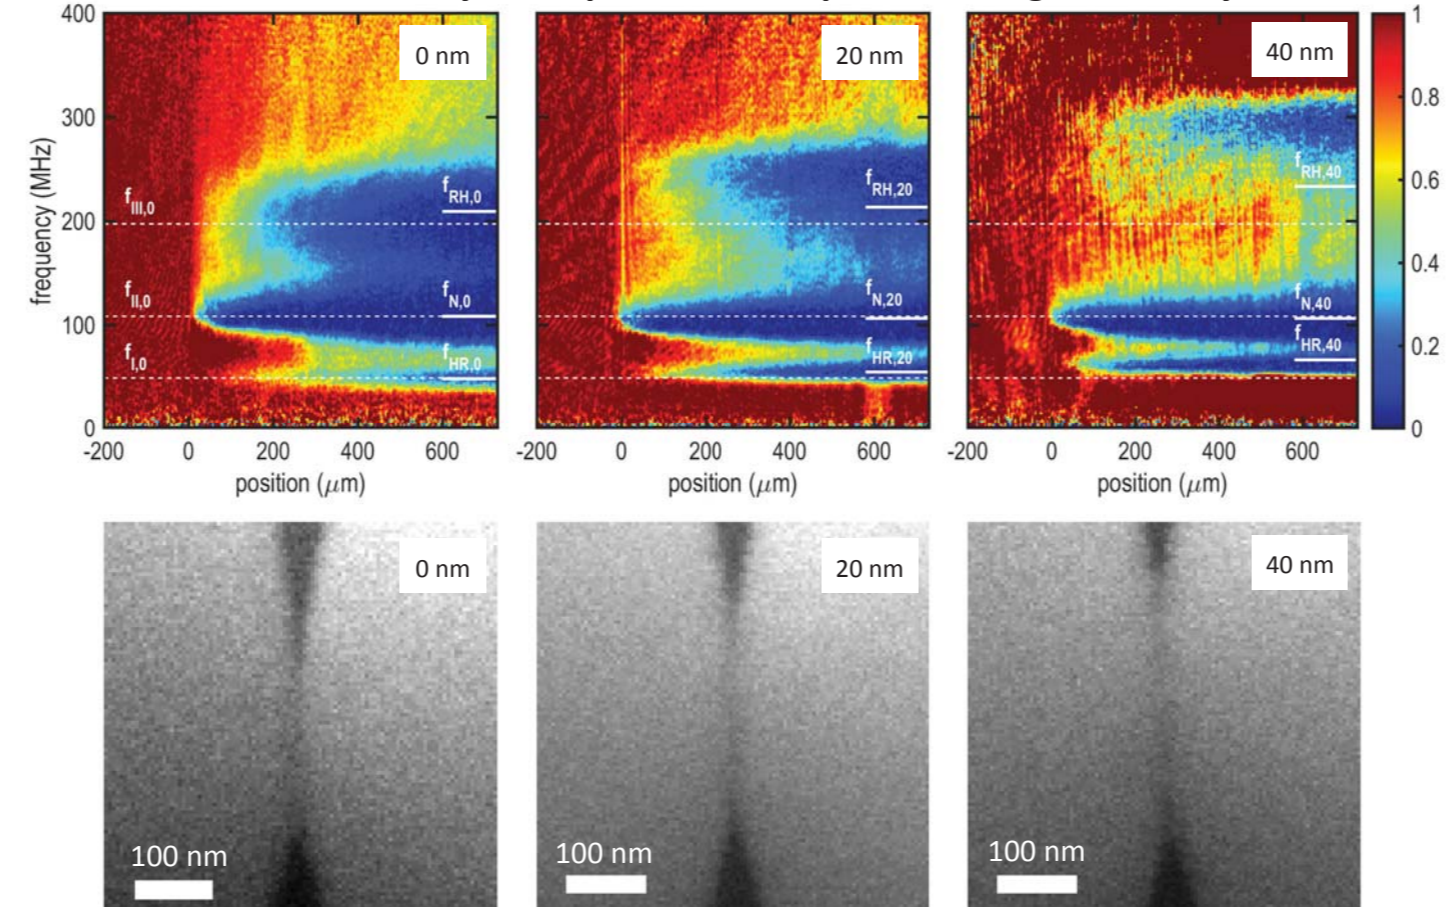 0 nm
20 nm
40 nm
400
300
200
100
0
frequency (MHz)
f_III,0
f_II,0
f_I,0
f_RH,0
f_N,0
f_HR,0
f_RH,20
f_N,20
f_HR,20
f_RH,40
f_N,40
f_HR,40
1
0.8
0.6
0.4
0.2
0
-200 0 200 400 600
-200 0 200 400 600
-200 0 200 400 600
position (μm)
position (μm)
position (μm)
0 nm
20 nm
40 nm
100 nm
100 nm
100 nm